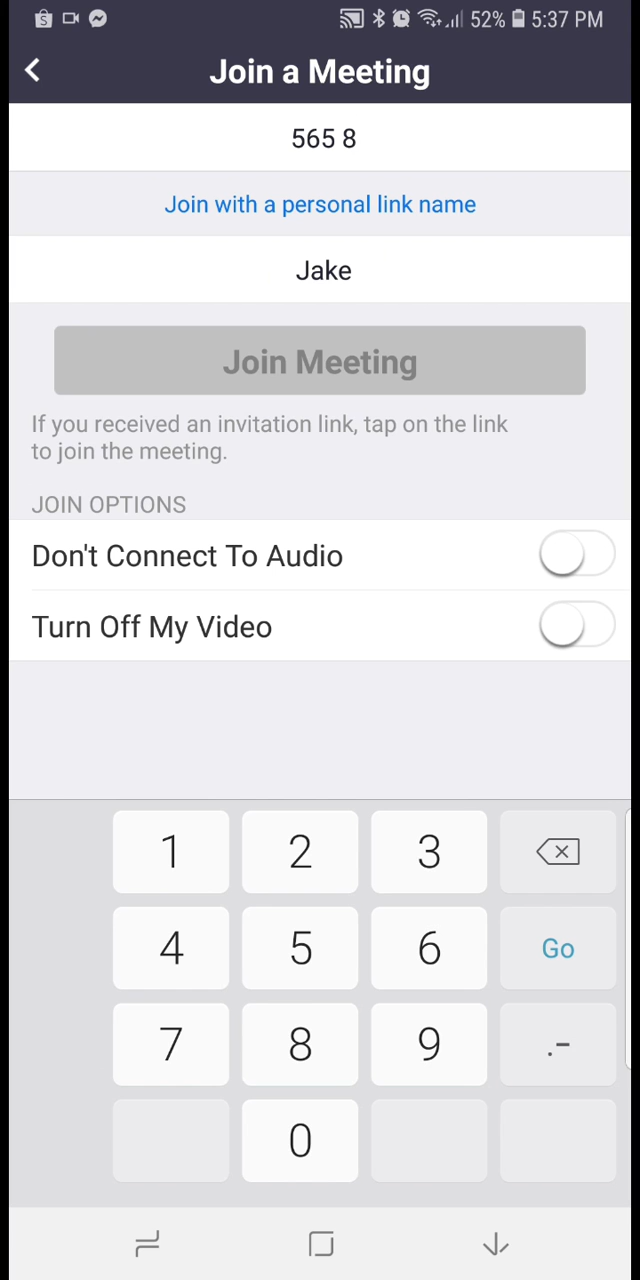 52% 5:37 PM
Join a Meeting
565 8
Join with a personal link name
Jake
Join Meeting
If you received an invitation link, tap on the link
to join the meeting.
JOIN OPTIONS
Don't Connect To Audio
Turn Off My Video
1 2 3
4 5 6 Go
7 8 9 .-
0